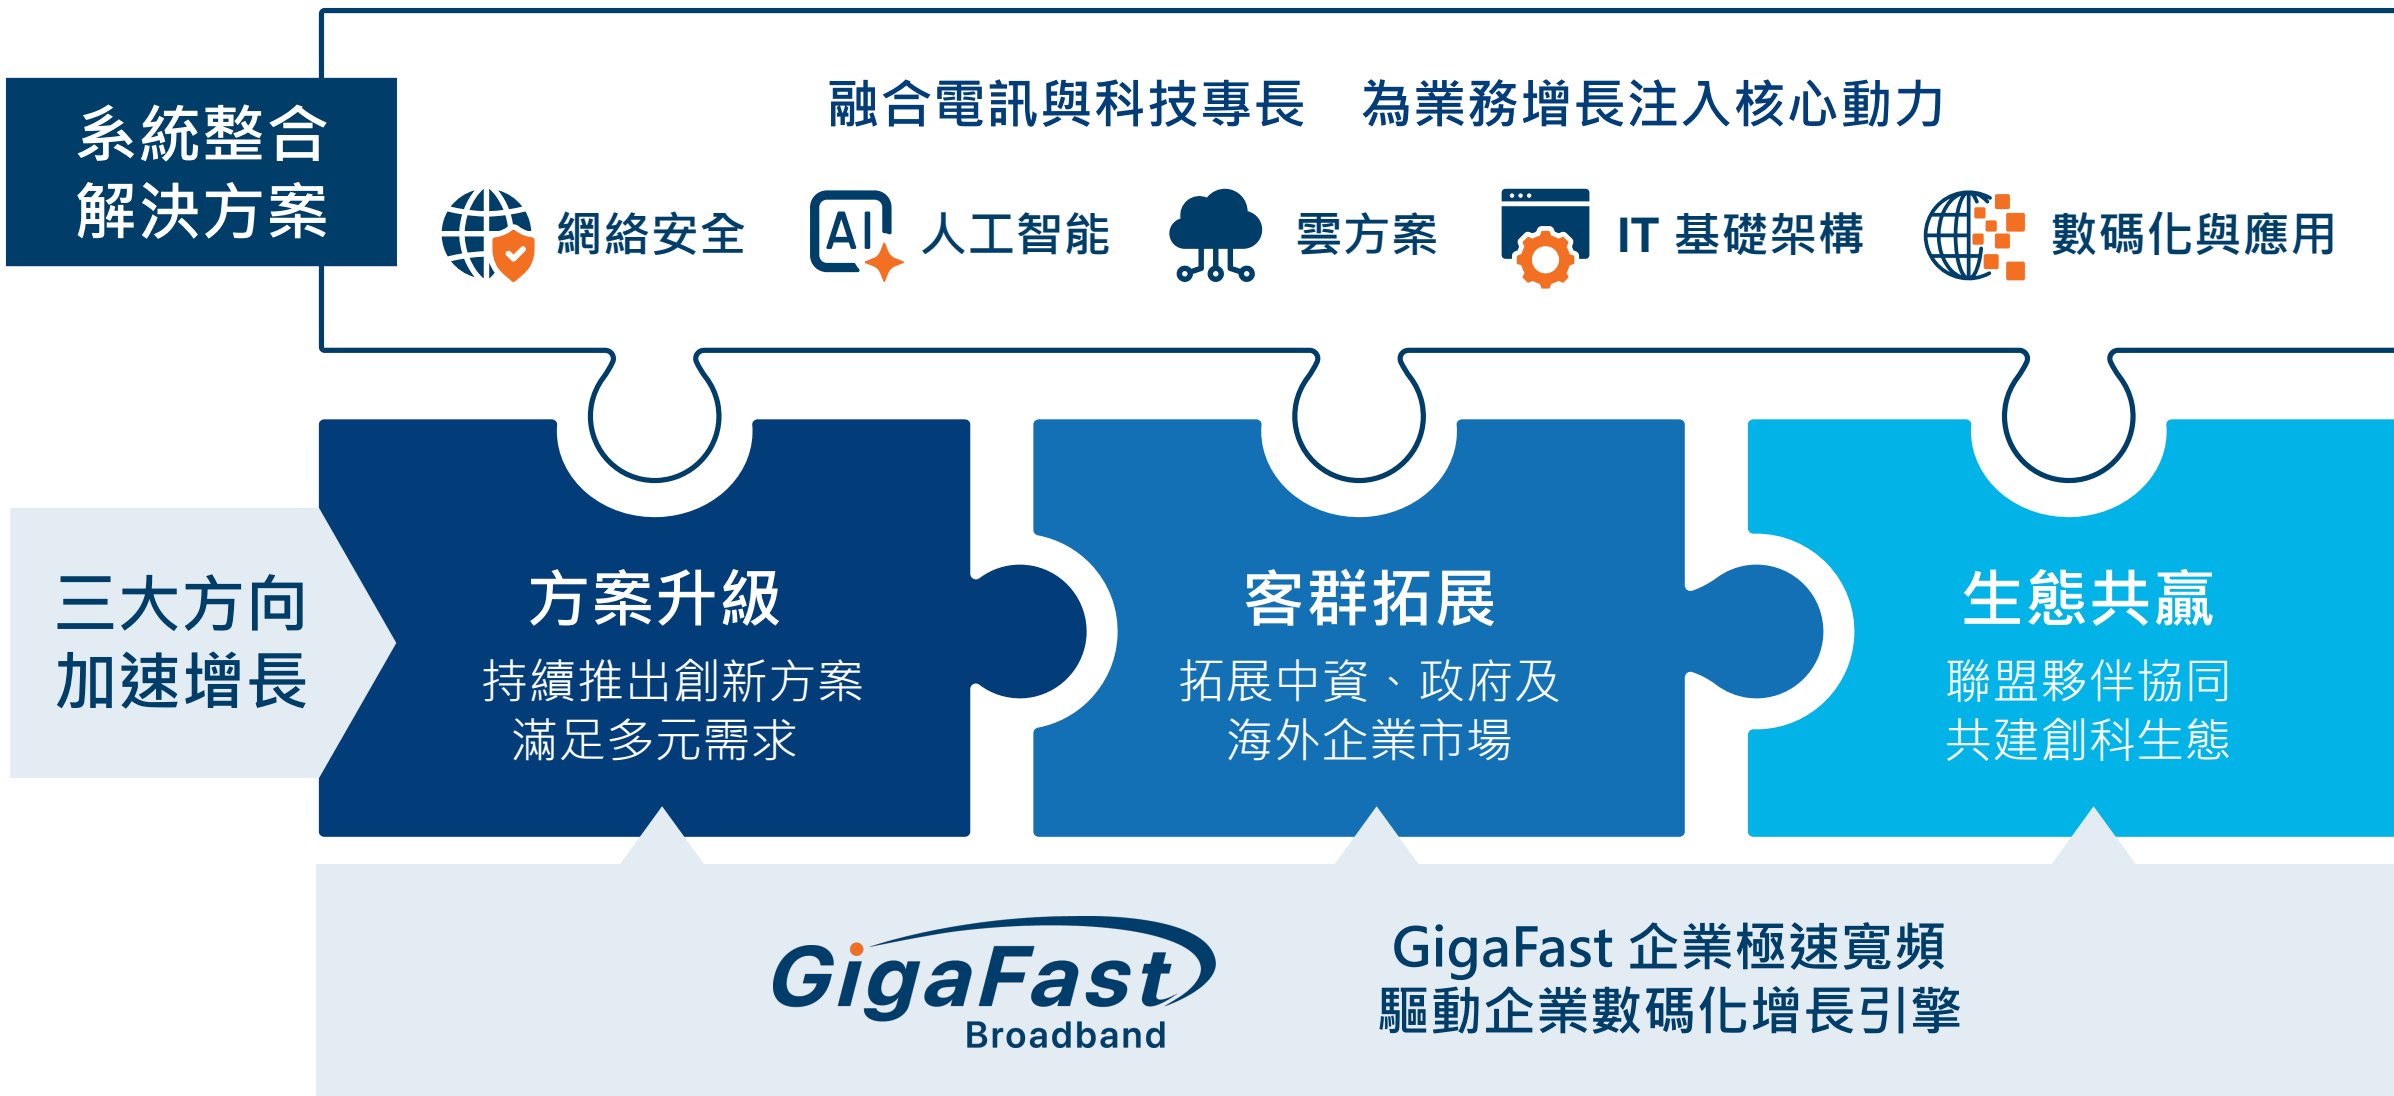 系統整合
解決方案
融合電訊與科技專長　為業務增長注入核心動力
網絡安全
AI
人工智能
雲方案
IT 基礎架構
數碼化與應用
三大方向
加速增長
方案升級
持續推出創新方案
滿足多元需求
客群拓展
拓展中資、政府及
海外企業市場
生態共贏
聯盟夥伴協同
共建創科生態
GigaFast
Broadband
GigaFast 企業極速寬頻
驅動企業數碼化增長引擎